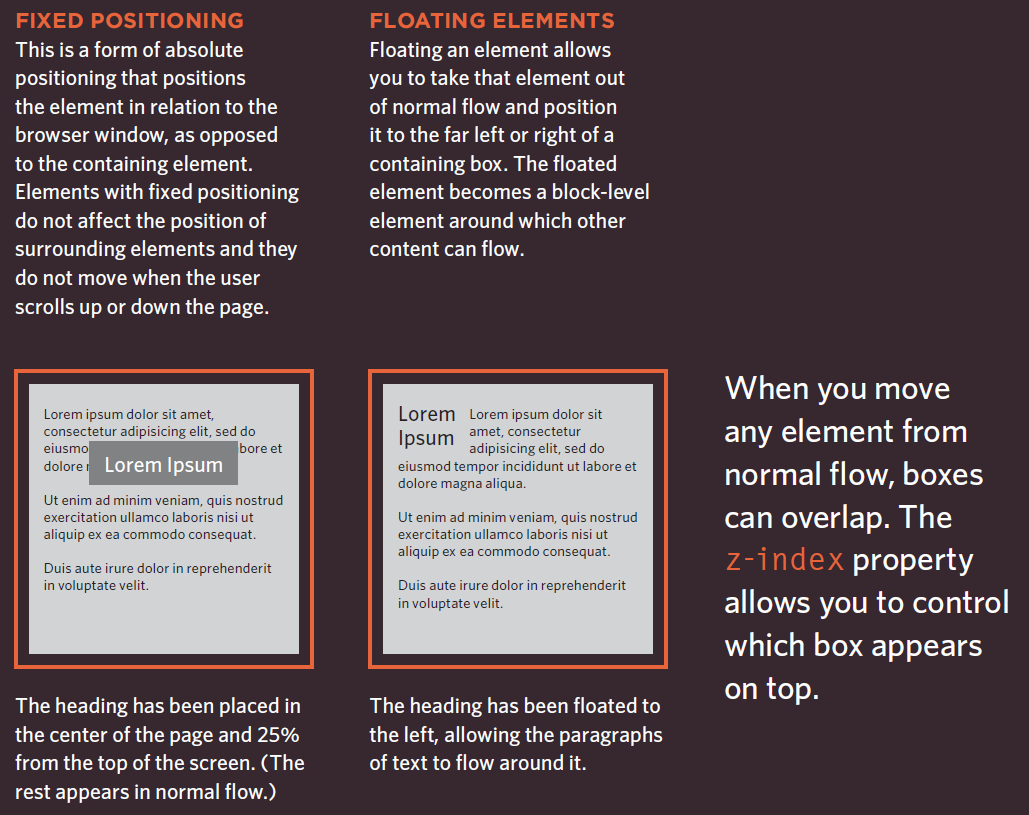 FIXED POSITIONING
This is a form of absolute
positioning that positions
the element in relation to the
browser window, as opposed
to the containing element.
Elements with fixed positioning
do not affect the position of
surrounding elements and they
do not move when the user
scrolls up or down the page.
FLOATING ELEMENTS
Floating an element allows
you to take that element out
of normal flow and position
it to the far left or right of a
containing box. The floated
element becomes a block-level
element around which other
content can flow.
Lorem ipsum dolor sit amet,
consectetur adipisicing elit, sed do
eiusmo bore et
dolore
Lorem Ipsum
Ut enim ad minim veniam, quis nostrud
exercitation ullamco laboris nisi ut
aliquip ex ea commodo consequat.
Duis aute irure dolor in reprehenderit
in voluptate velit.
The heading has been placed in
the center of the page and 25%
from the top of the screen. (The
rest appears in normal flow.)
Lorem
Ipsum
Lorem ipsum dolor sit
amet, consectetur
adipisicing elit, sed do
eiusmod tempor incididunt ut labore et
dolore magna aliqua.
Ut enim ad minim veniam, quis nostrud
exercitation ullamco laboris nisi ut
aliquip ex ea commodo consequat.
Duis aute irure dolor in reprehenderit
in voluptate velit.
The heading has been floated to
the left, allowing the paragraphs
of text to flow around it.
When you move
any element from
normal flow, boxes
can overlap. The
z-index property
allows you to control
which box appears
on top.